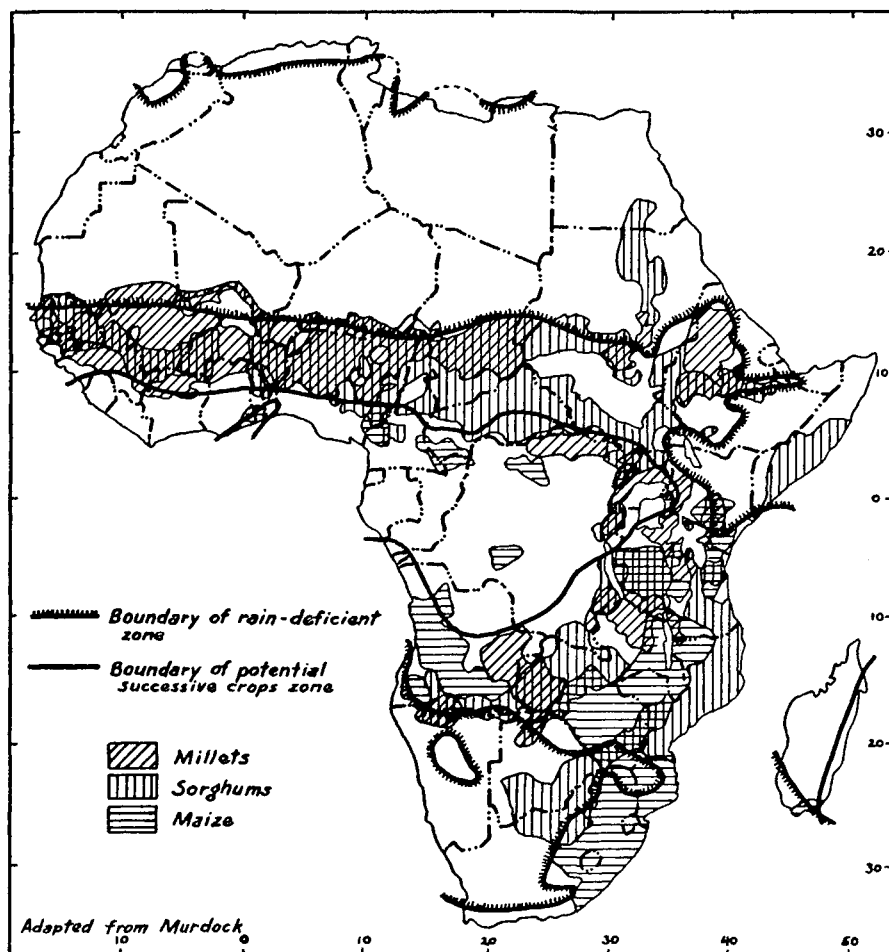 30
20
10
0
10
20
30
Boundary of rain-deficient
zone
Boundary of potential
successive crops zone
Millets
Sorghums
Maize
Adapted from Murdock
10
0
10
20
30
40
50